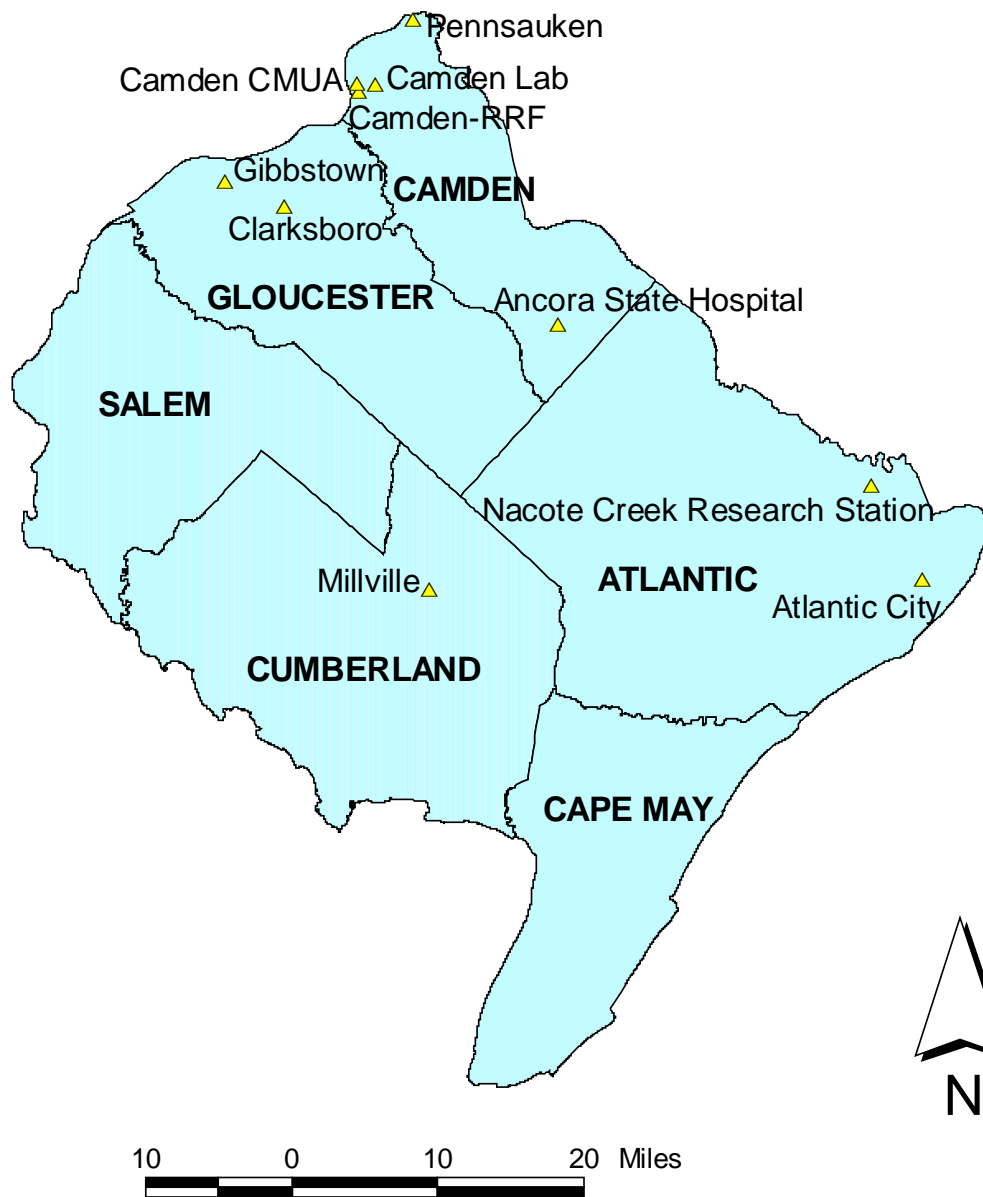 Pennsauken
Camden CMUA
Camden Lab
Camden-RRF
Gibbstown
CAMDEN
Clarksboro
GLOUCESTER
Ancora State Hospital
SALEM
Nacote Creek Research Station
Millville
ATLANTIC
Atlantic City
CUMBERLAND
CAPE MAY
N
10 0 10 20 Miles